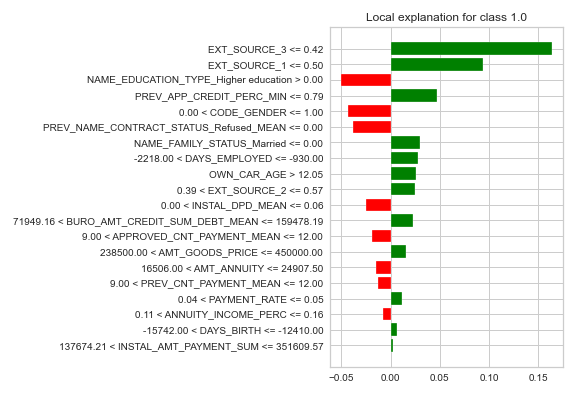 Local explanation for class 1.0
EXT_SOURCE_3 <= 0.42
EXT_SOURCE_1 <= 0.50
NAME_EDUCATION_TYPE_Higher education > 0.00
PREV_APP_CREDIT_PERC_MIN <= 0.79
0.00 < CODE_GENDER <= 1.00
PREV_NAME_CONTRACT_STATUS_Refused_MEAN <= 0.00
NAME_FAMILY_STATUS_Married <= 0.00
-2218.00 < DAYS_EMPLOYED <= -930.00
OWN_CAR_AGE > 12.05
0.39 < EXT_SOURCE_2 <= 0.57
0.00 < INSTAL_DPD_MEAN <= 0.06
71949.16 < BURO_AMT_CREDIT_SUM_DEBT_MEAN <= 159478.19
9.00 < APPROVED_CNT_PAYMENT_MEAN <= 12.00
238500.00 < AMT_GOODS_PRICE <= 450000.00
16506.00 < AMT_ANNUITY <= 24907.50
9.00 < PREV_CNT_PAYMENT_MEAN <= 12.00
0.04 < PAYMENT_RATE <= 0.05
0.11 < ANNUITY_INCOME_PERC <= 0.16
-15742.00 < DAYS_BIRTH <= -12410.00
137674.21 < INSTAL_AMT_PAYMENT_SUM <= 351609.57
−0.05 0.00 0.05 0.10 0.15